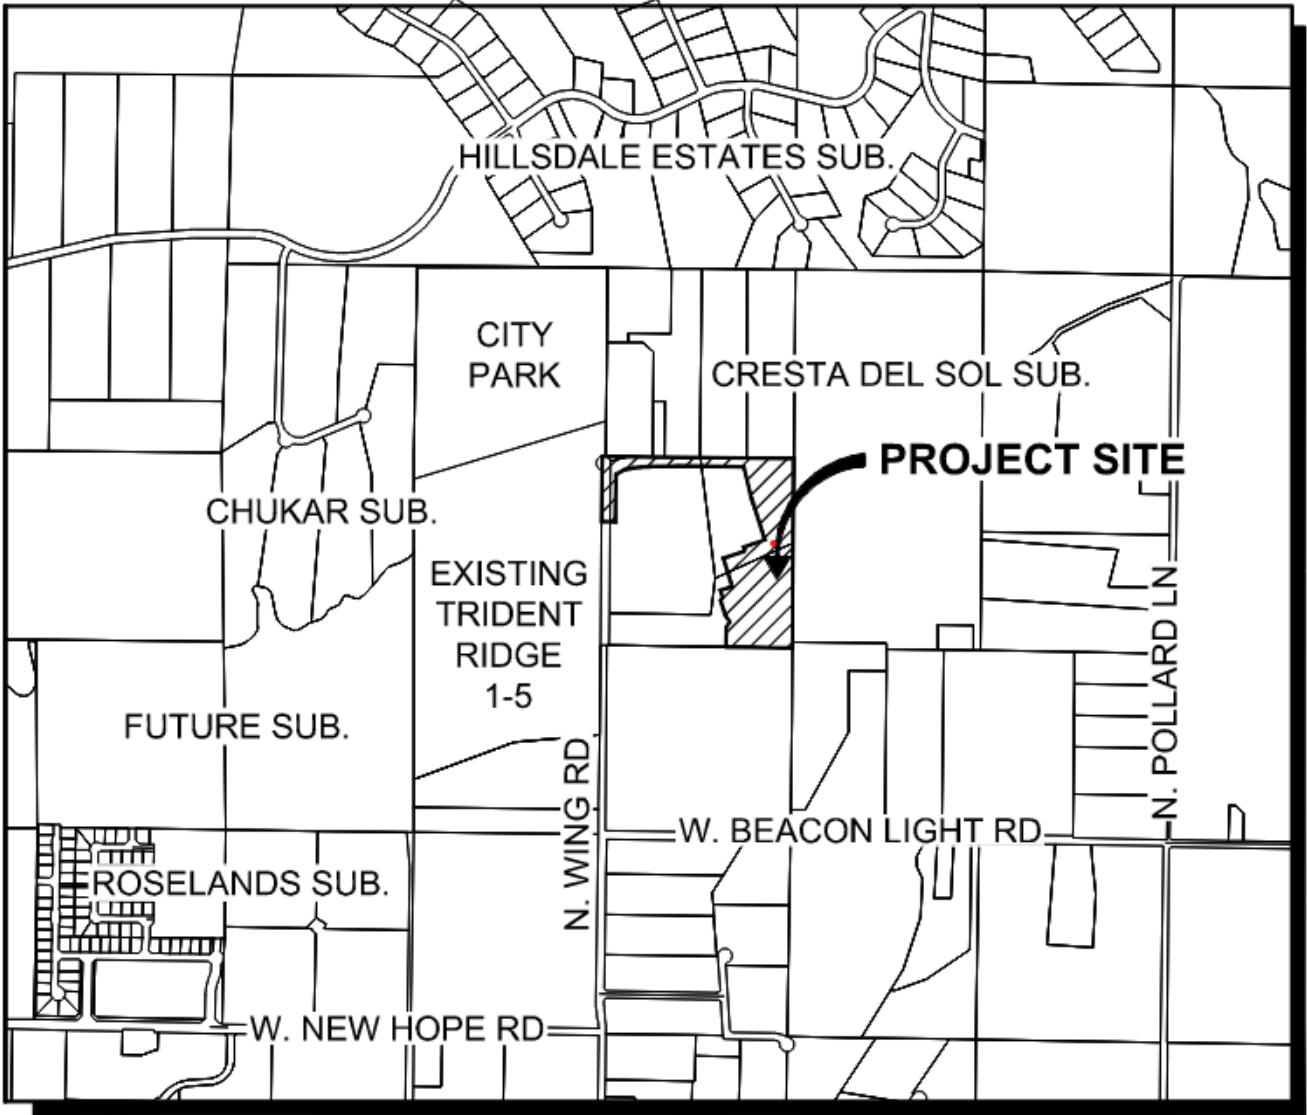 HILLSDALE ESTATES SUB.
CITY
PARK
CRESTA DEL SOL SUB.
PROJECT SITE
CHUKAR SUB.
EXISTING
TRIDENT
RIDGE
1-5
N. POLLARD LN
FUTURE SUB.
N. WING RD
W. BEACON LIGHT RD
ROSELANDS SUB.
W. NEW HOPE RD